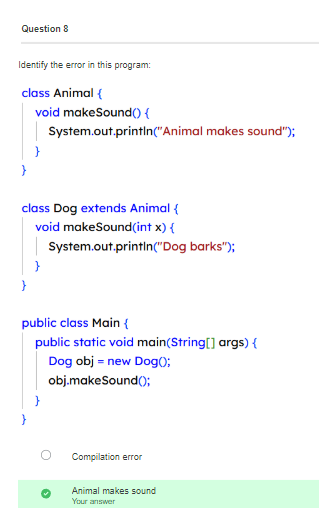 Question 8
Identify the error in this program:
class Animal {
void makeSound() {
System.out.println("Animal makes sound");
}
}
class Dog extends Animal {
void makeSound(int x) {
System.out.println("Dog barks");
}
}
public class Main {
public static void main(String[] args) {
Dog obj = new Dog();
obj.makeSound();
}
}
Compilation error
Animal makes sound
Your answer